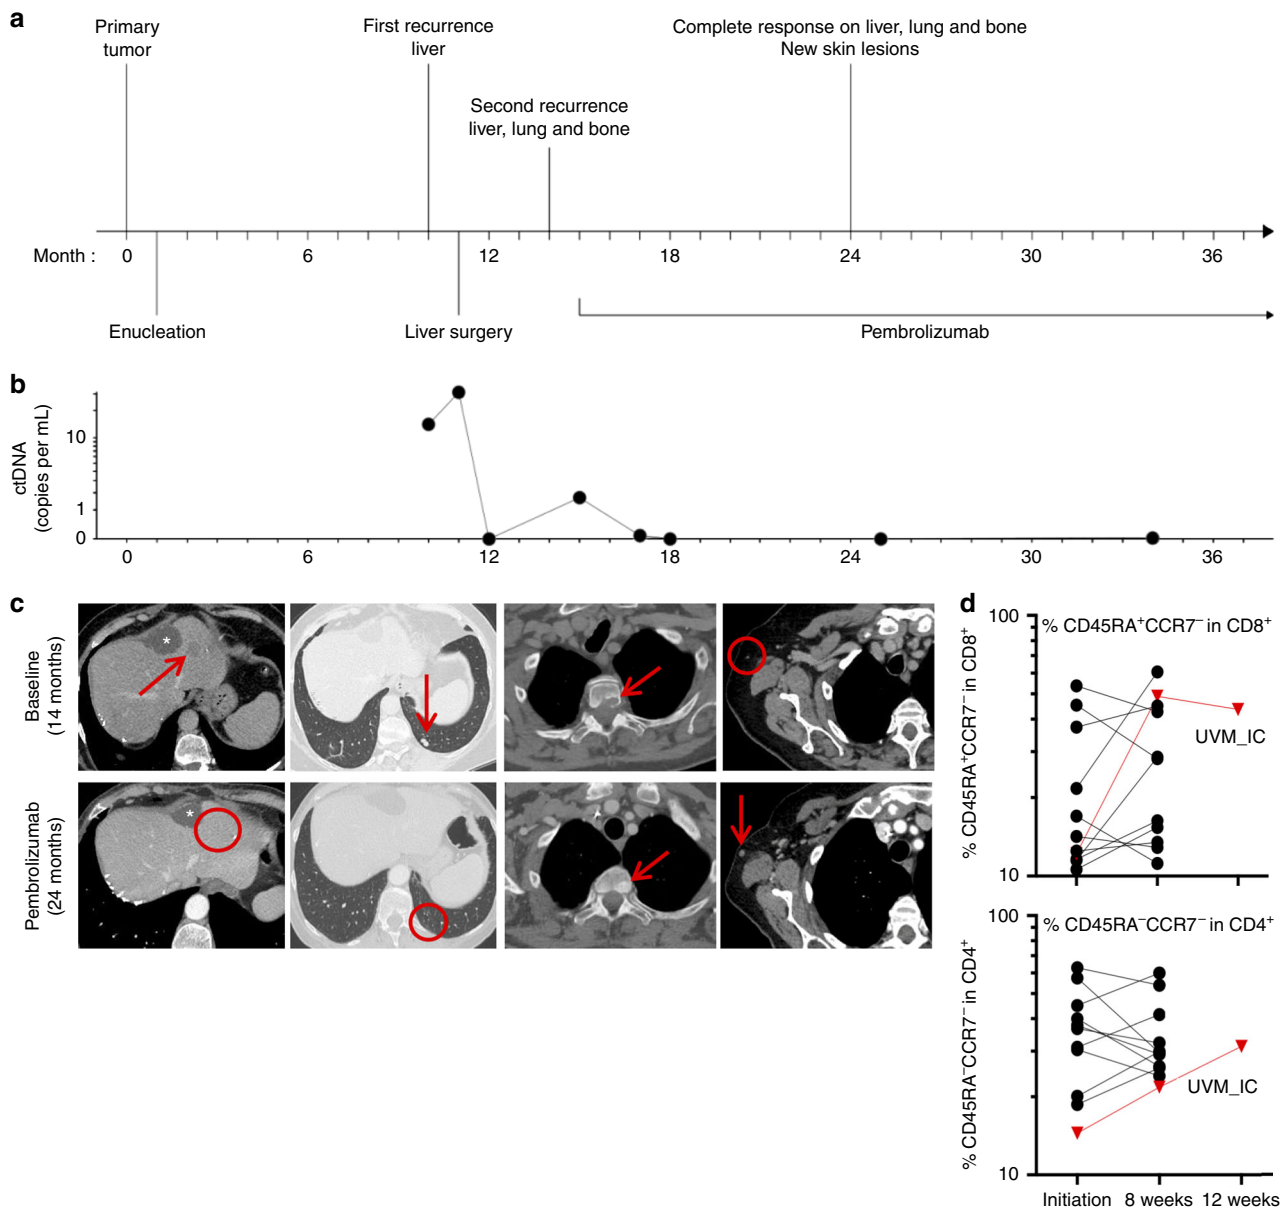 a
Primary
tumor
First recurrence
liver
Second recurrence
liver, lung and bone
Complete response on liver, lung and bone
New skin lesions
Month : 0 6 12 18 24 30 36
Enucleation
Liver surgery
Pembrolizumab
b
ctDNA
(copies per mL)
10
1
0
0 6 12 18 24 30 36
c
Baseline
(14 months)
*
Pembrolizumab
(24 months)
*
d
% CD45RA⁺CCR7⁻ in CD8⁺
100
% CD45RA⁺CCR7⁻ in CD8⁺
UVM_IC
10
% CD45RA⁻CCR7⁻ in CD4⁺
100
% CD45RA⁻CCR7⁻ in CD4⁺
UVM_IC
10
Initiation 8 weeks 12 weeks